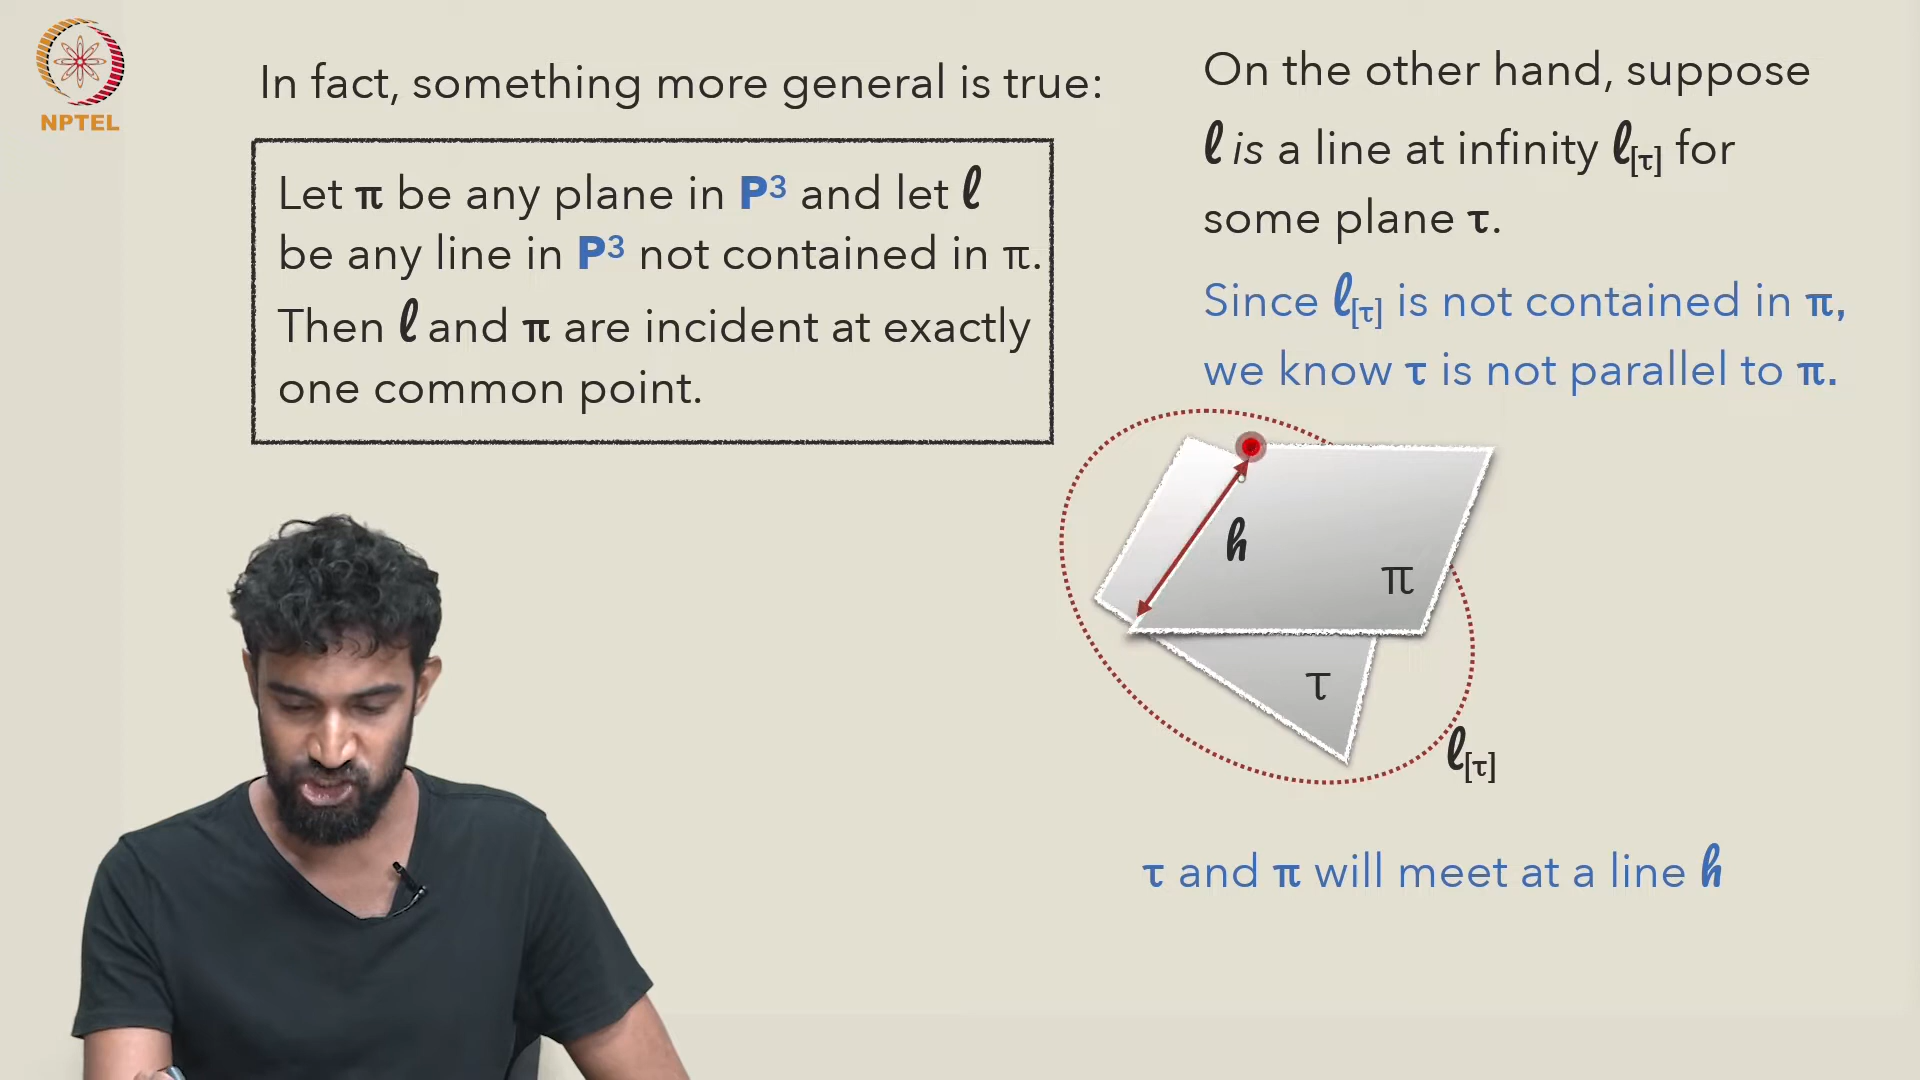 NPTEL
In fact, something more general is true:
Let π be any plane in P³ and let ℓ
be any line in P³ not contained in π.
Then ℓ and π are incident at exactly
one common point.
On the other hand, suppose
ℓ is a line at infinity ℓ[τ] for
some plane τ.
Since ℓ[τ] is not contained in π,
we know τ is not parallel to π.
h
π
τ
ℓ[τ]
τ and π will meet at a line h